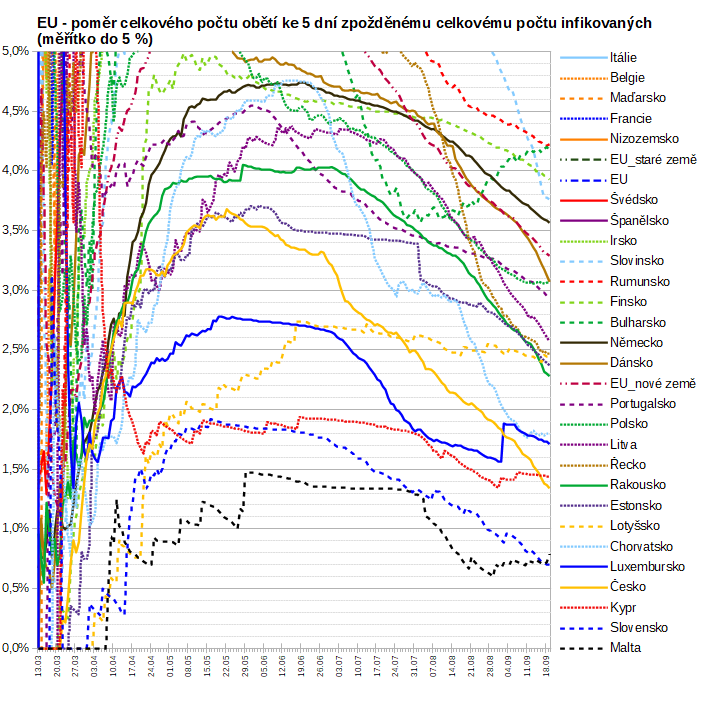 EU - poměr celkového počtu obětí ke 5 dní zpožděnému celkovému počtu infikovaných
(měřítko do 5 %)
5,0%
4,5%
4,0%
3,5%
3,0%
2,5%
2,0%
1,5%
1,0%
0,5%
0,0%
13.03
20.03
27.03
03.04
10.04
17.04
24.04
01.05
08.05
15.05
22.05
29.05
05.06
12.06
19.06
26.06
03.07
10.07
17.07
24.07
31.07
07.08
14.08
21.08
28.08
04.09
11.09
18.09
Itálie
Belgie
Maďarsko
Francie
Nizozemsko
EU_staré země
EU
Švédsko
Španělsko
Irsko
Slovinsko
Rumunsko
Finsko
Bulharsko
Německo
Dánsko
EU_nové země
Portugalsko
Polsko
Litva
Řecko
Rakousko
Estonsko
Lotyšsko
Chorvatsko
Luxembursko
Česko
Kypr
Slovensko
Malta